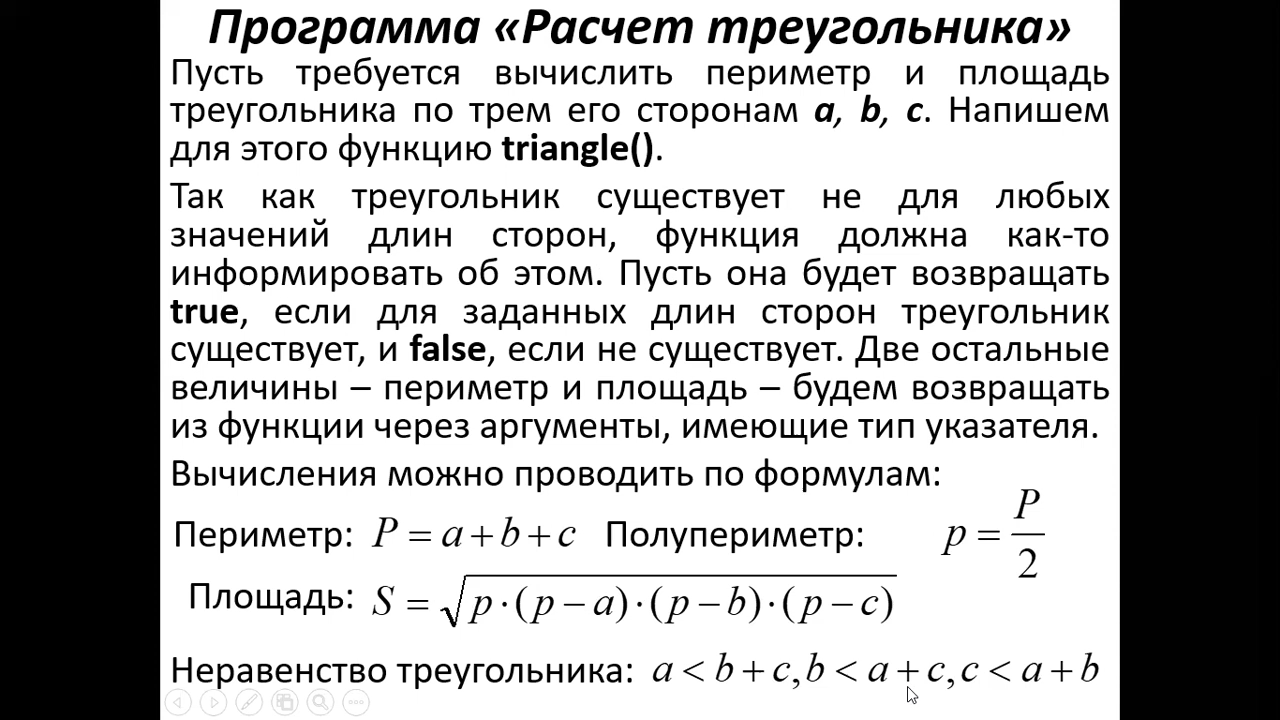 Программа «Расчет треугольника»
Пусть требуется вычислить периметр и площадь
треугольника по трем его сторонам a, b, c. Напишем
для этого функцию triangle().
Так как треугольник существует не для любых
значений длин сторон, функция должна как-то
информировать об этом. Пусть она будет возвращать
true, если для заданных длин сторон треугольник
существует, и false, если не существует. Две остальные
величины – периметр и площадь – будем возвращать
из функции через аргументы, имеющие тип указателя.
Вычисления можно проводить по формулам:
Периметр: P = a + b + c Полупериметр: p = P/2
Площадь: S = √p·(p − a)·(p − b)·(p − c)
Неравенство треугольника: a < b + c, b < a + c, c < a + b